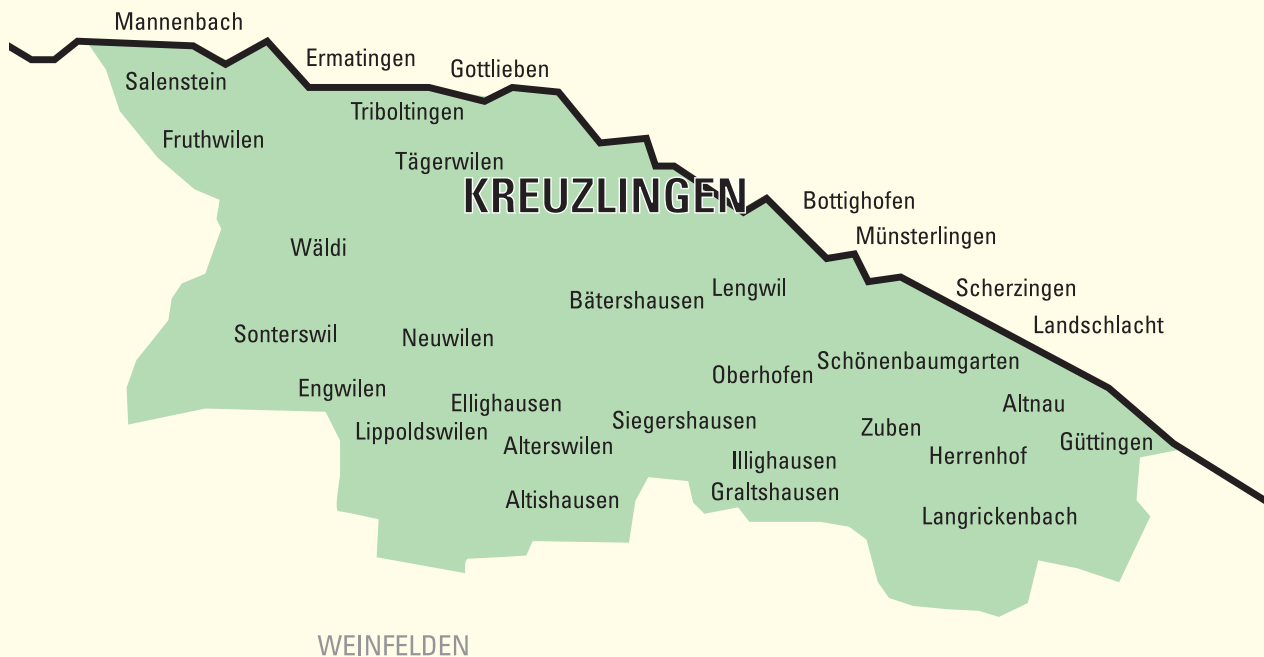 Mannenbach
Ermatingen
Gottlieben
Salenstein
Triboltingen
Fruthwilen
Tägerwilen
KREUZLINGEN
Bottighofen
Münsterlingen
Wäldi
Bätershausen
Lengwil
Scherzingen
Landschlacht
Sonterswil
Neuwilen
Schönenbaumgarten
Oberhofen
Engwilen
Ellighausen
Altnau
Siegershausen
Zuben
Lippoldswilen
Alterswilen
Güttingen
Herrenhof
Illighausen
Graltshausen
Altishausen
Langrickenbach
WEINFELDEN